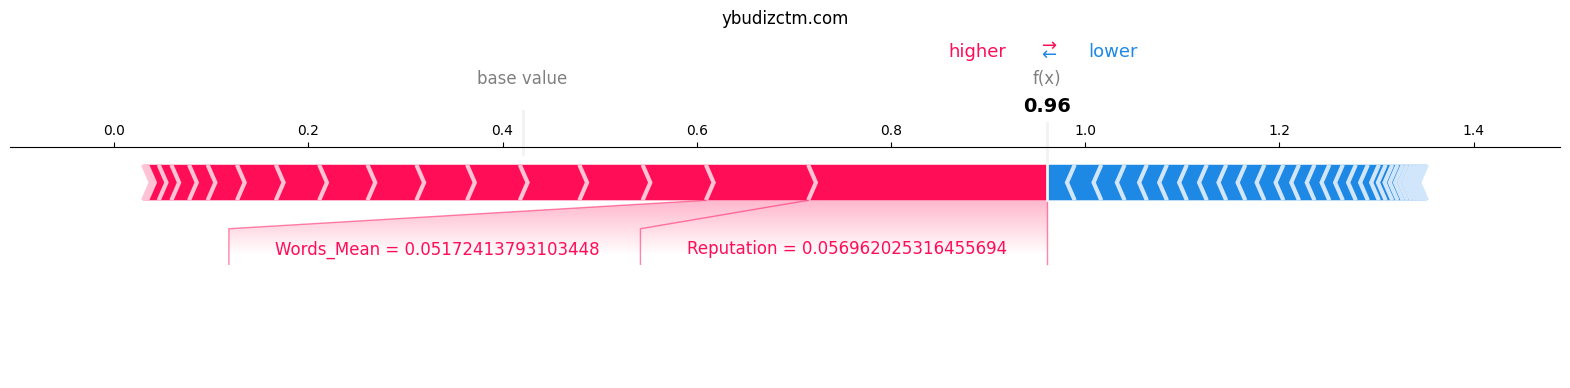 ybudizctm.com
higher ⇄ lower
base value f(x)
0.96
0.0 0.2 0.4 0.6 0.8 1.0 1.2 1.4
Words_Mean = 0.05172413793103448 Reputation = 0.056962025316455694